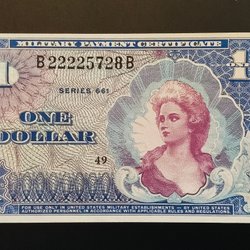 MILITARY PAYMENT CERTIFICATE
1 B22225728B 1
SERIES 661
ONE
DOLLAR
49
FOR USE ONLY IN UNITED STATES MILITARY ESTABLISHMENTS — BY UNITED STATES
AUTHORIZED PERSONNEL IN ACCORDANCE WITH APPLICABLE RULES AND REGULATIONS